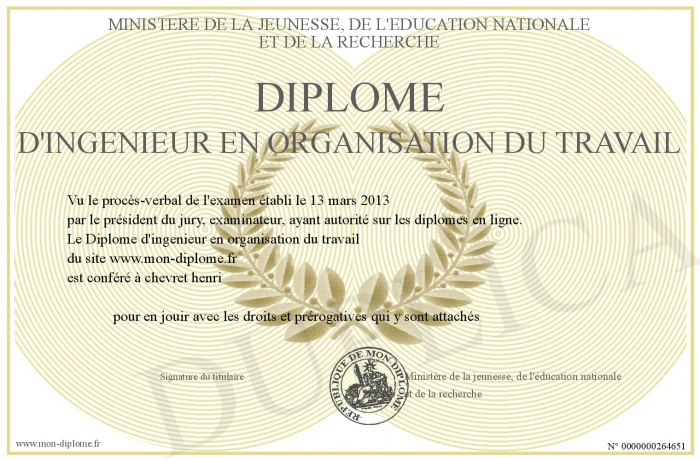 MINISTERE DE LA JEUNESSE, DE L'EDUCATION NATIONALE
ET DE LA RECHERCHE
DIPLOME
D'INGENIEUR EN ORGANISATION DU TRAVAIL
Vu le procès-verbal de l'examen établi le 13 mars 2013
par le président du jury, examinateur, ayant autorité sur les diplomes en ligne.
Le Diplome d'ingenieur en organisation du travail
du site www.mon-diplome.fr
est conféré à chevret henri
pour en jouir avec les droits et prérogatives qui y sont attachés
Signature du titulaire
REPUBLIQUE DE MON DIPLOME
Ministère de la jeunesse, de l'éducation nationale
et de la recherche
www.mon-diplome.fr
N° 0000000264651
DUPLICATA